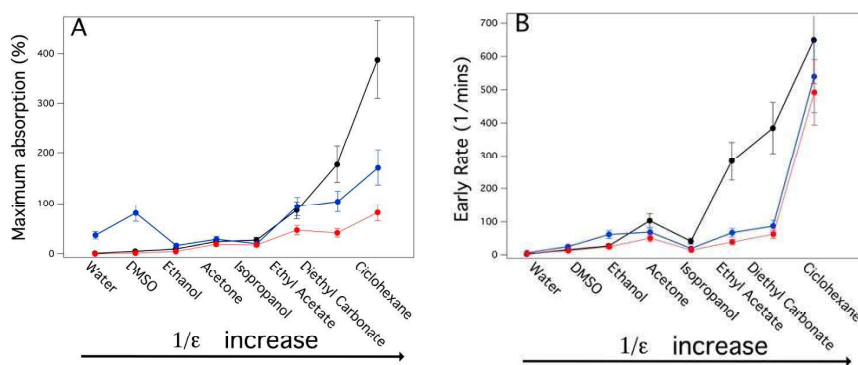 A
Maximum absorption (%)
400
300
200
100
0
Water
DMSO
Ethanol
Acetone
Isopropanol
Ethyl Acetate
Diethyl Carbonate
Ciclohexane
1/ε increase
B
Early Rate (1/mins)
700
600
500
400
300
200
100
0
Water
DMSO
Ethanol
Acetone
Isopropanol
Ethyl Acetate
Diethyl Carbonate
Ciclohexane
1/ε increase